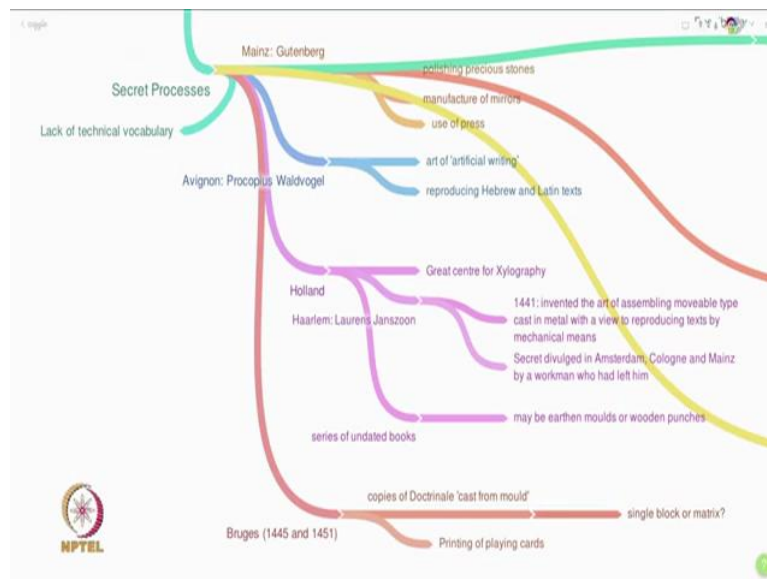 Mainz: Gutenberg
polishing precious stones
Secret Processes
manufacture of mirrors
use of press
Lack of technical vocabulary
art of 'artificial writing'
Avignon: Procopius Waldvogel
reproducing Hebrew and Latin texts
Great centre for Xylography
Holland
1441: invented the art of assembling moveable type
cast in metal with a view to reproducing texts by
mechanical means
Haarlem: Laurens Janszoon
Secret divulged in Amsterdam, Cologne and Mainz
by a workman who had left him
may be earthen moulds or wooden punches
series of undated books
copies of Doctrinale 'cast from mould'
single block or matrix?
Bruges (1445 and 1451)
Printing of playing cards
NPTEL